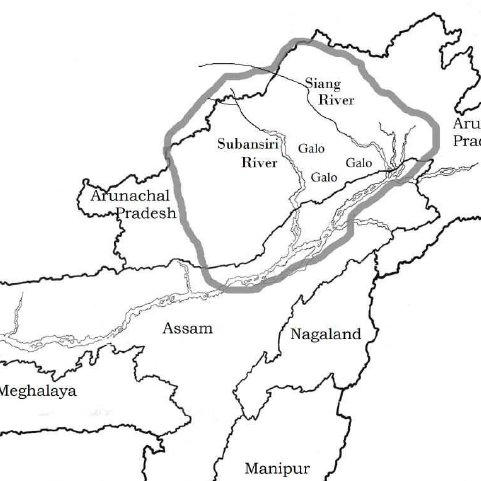 Siang
River
Aru
Prad
Subansiri
River
Galo
Galo
Galo
Arunachal
Pradesh
Assam
Nagaland
Meghalaya
Manipur